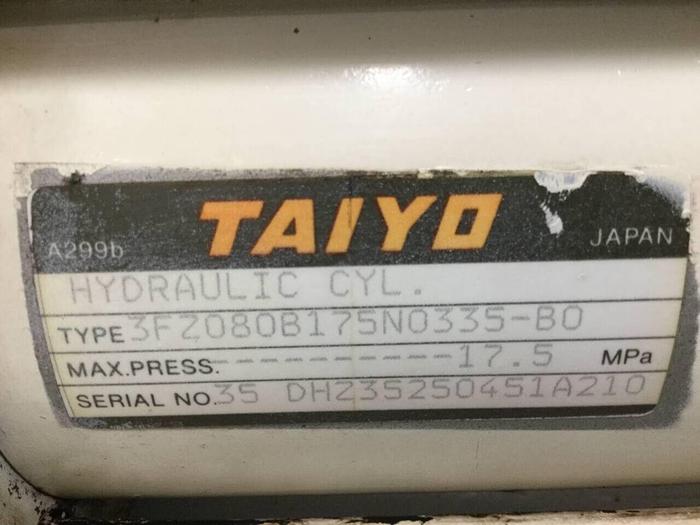 A299b TAIYO JAPAN
HYDRAULIC CYL.
TYPE 3FZ080B175N0335-B0
MAX.PRESS.-----------17.5 MPa
SERIAL NO.35 DH235250451A210